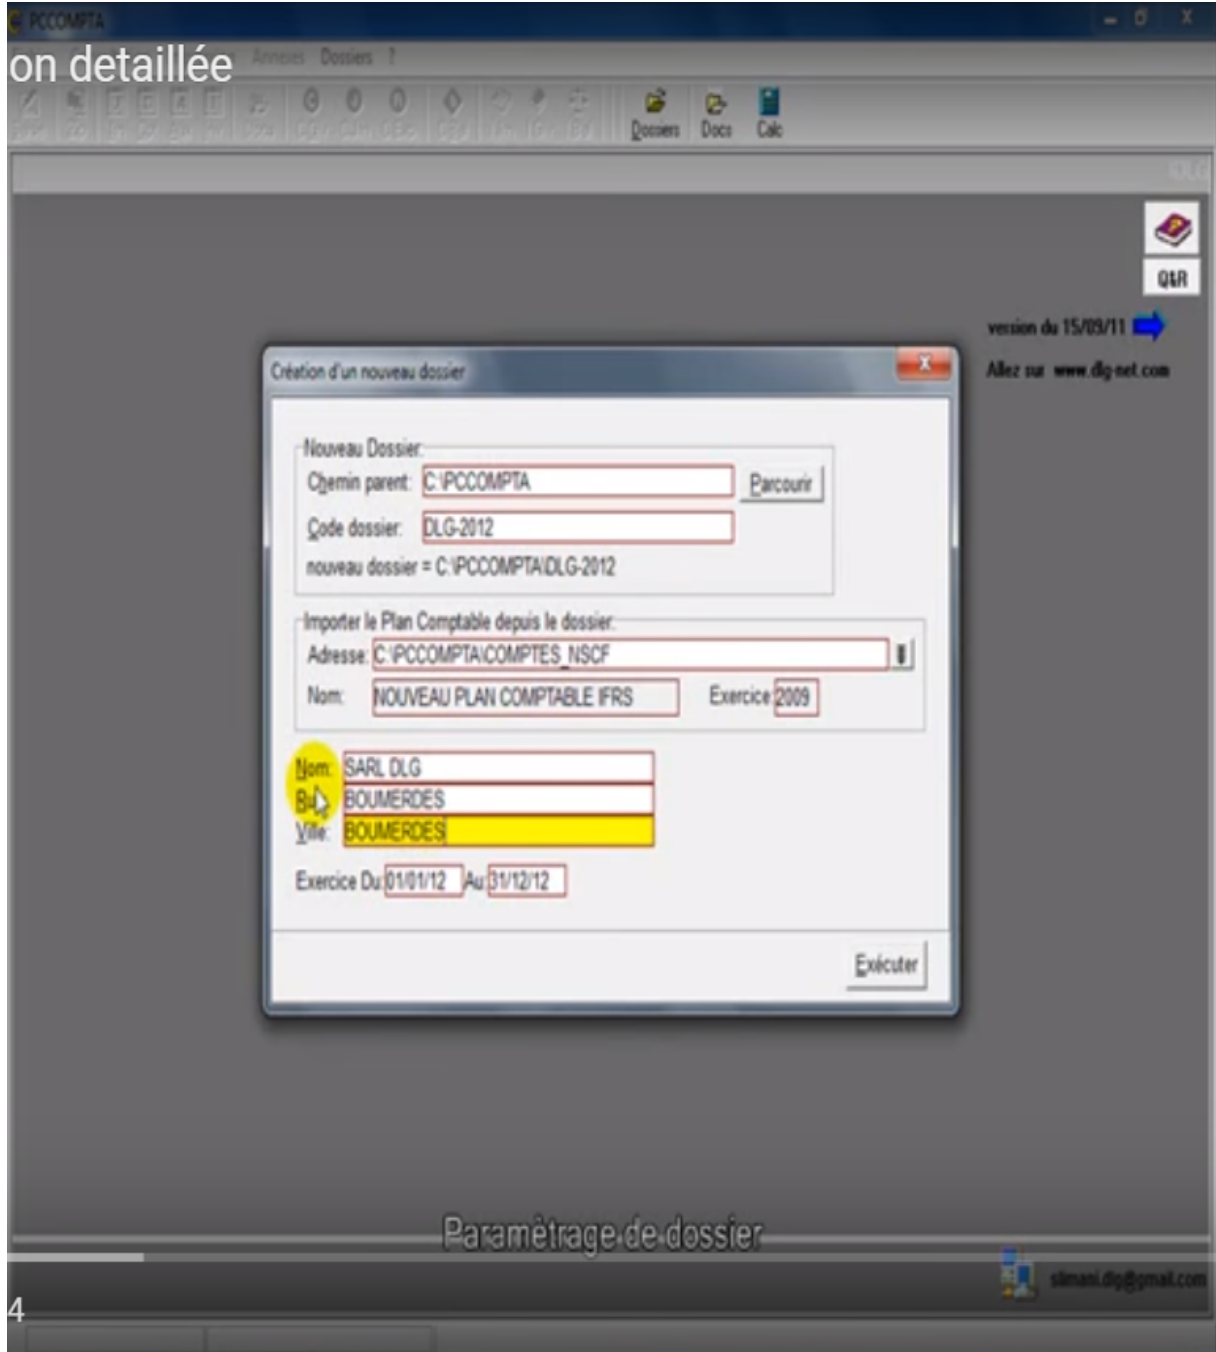 PCCOMPTA
on detaillée
Annexes Dossiers ?
Dossiers Docs Calc
Q&R
version du 15/09/11
Allez sur www.dlg-net.com
Création d'un nouveau dossier
Nouveau Dossier:
Chemin parent: C:\PCCOMPTA Parcourir
Code dossier: DLG-2012
nouveau dossier = C:\PCCOMPTA\DLG-2012
Importer le Plan Comptable depuis le dossier:
Adresse: C:\PCCOMPTA\COMPTES_NSCF
Nom: NOUVEAU PLAN COMPTABLE IFRS Exercice: 2009
Nom: SARL DLG
BOUMERDES
Ville: BOUMERDES
Exercice Du: 01/01/12 Au: 31/12/12
Exécuter
Paramètrage de dossier
slimani.dlg@gmail.com
4